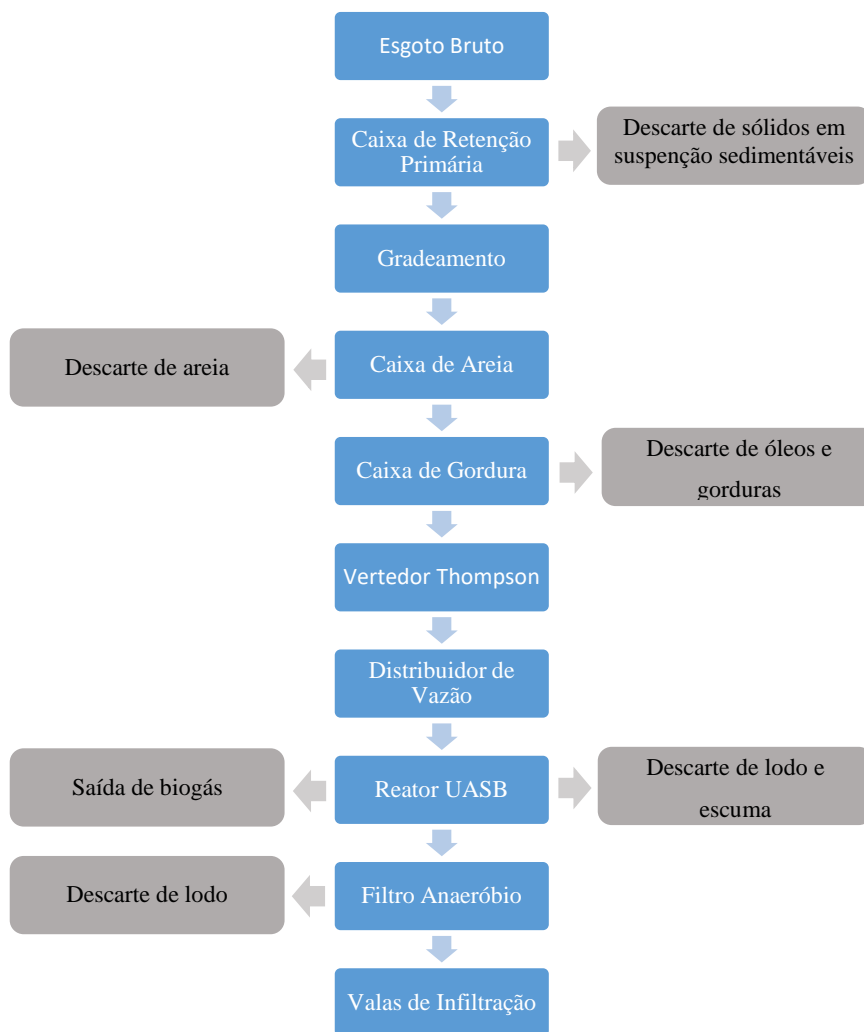 Esgoto Bruto
Caixa de Retenção
Primária
Descarte de sólidos em
suspenção sedimentáveis
Gradeamento
Descarte de areia
Caixa de Areia
Caixa de Gordura
Descarte de óleos e
gorduras
Vertedor Thompson
Distribuidor de
Vazão
Saída de biogás
Reator UASB
Descarte de lodo e
escuma
Descarte de lodo
Filtro Anaeróbio
Valas de Infiltração